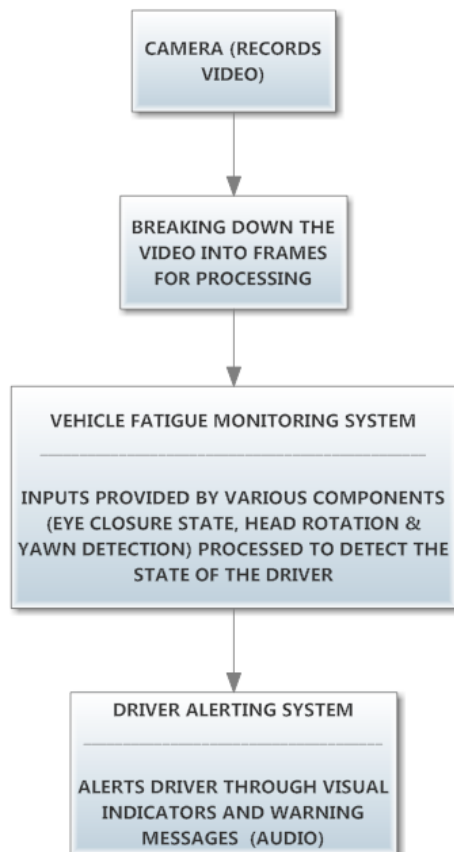 CAMERA (RECORDS
VIDEO)
BREAKING DOWN THE
VIDEO INTO FRAMES
FOR PROCESSING
VEHICLE FATIGUE MONITORING SYSTEM
INPUTS PROVIDED BY VARIOUS COMPONENTS
(EYE CLOSURE STATE, HEAD ROTATION &
YAWN DETECTION) PROCESSED TO DETECT THE
STATE OF THE DRIVER
DRIVER ALERTING SYSTEM
ALERTS DRIVER THROUGH VISUAL
INDICATORS AND WARNING
MESSAGES (AUDIO)